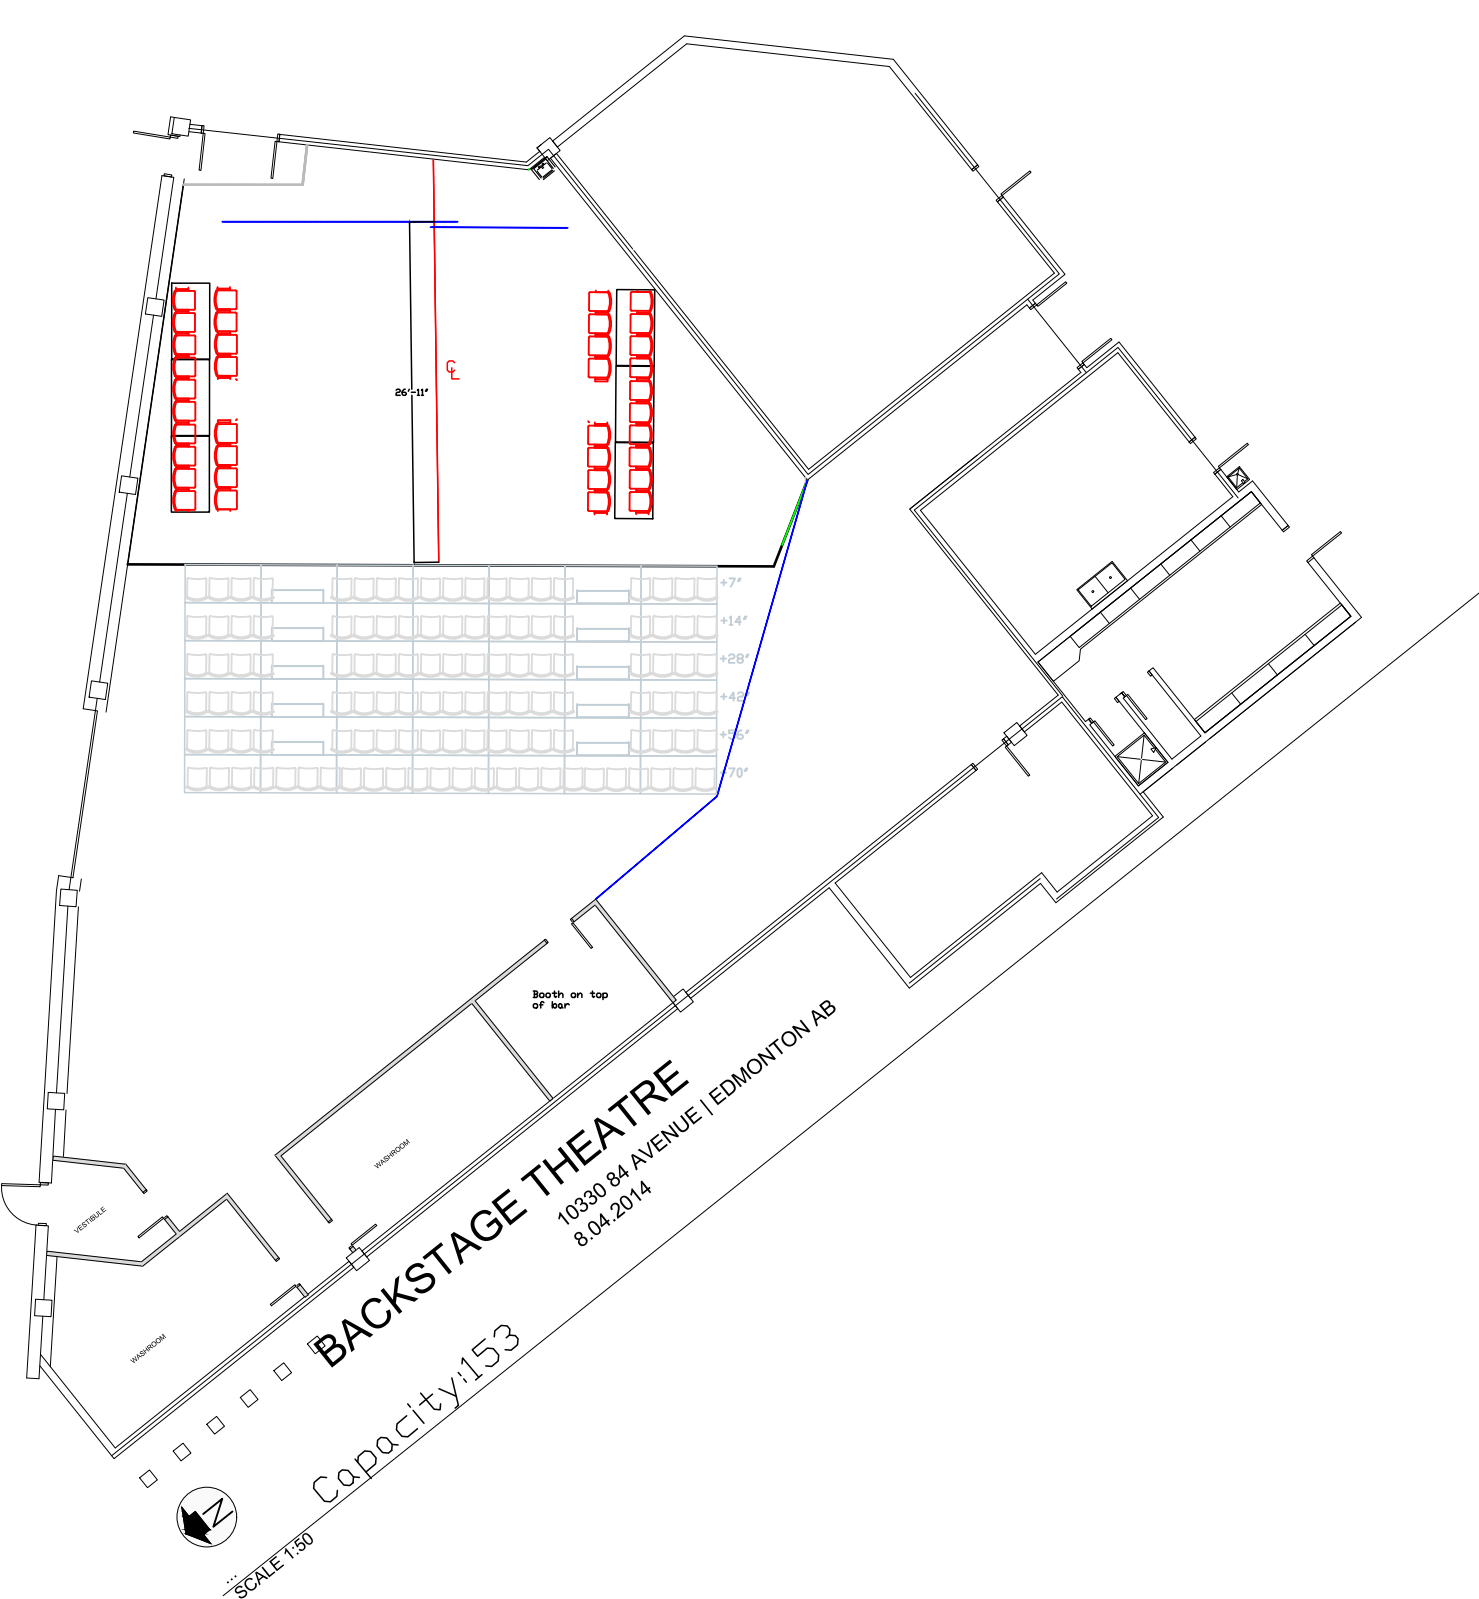 ℄
26'-11"
+7"
+14"
+28"
+42"
+56"
+70"
Booth on top
of bar
WASHROOM
VESTIBULE
WASHROOM
BACKSTAGE THEATRE
10330 84 AVENUE | EDMONTON AB
8.04.2014
Capacity:153
N
...
SCALE 1:50